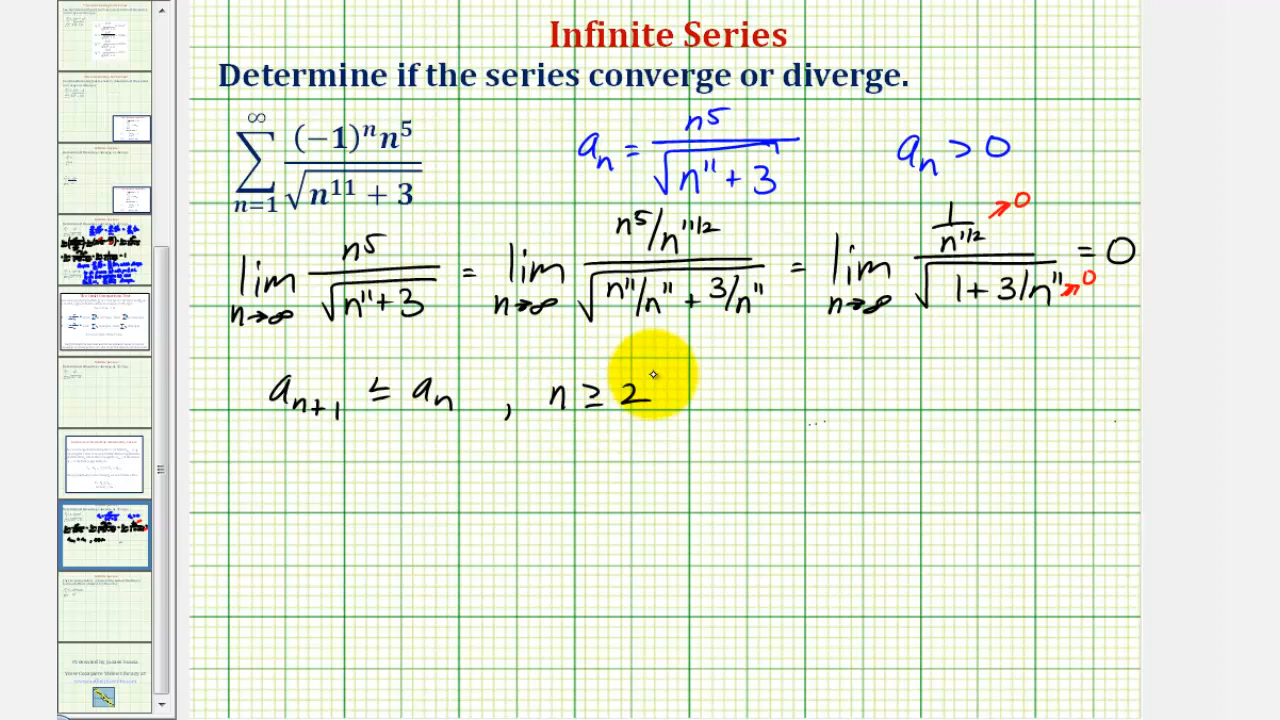 Infinite Series
Determine if the series converge or diverge.
∑_{n=1}^{∞} (-1)^n n^5 / √(n^11 + 3)
a_n = n^5 / √(n^11 + 3)
a_n > 0
lim_{n→∞} n^5 / √(n^11 + 3) = lim_{n→∞} (n^5/n^{11/2}) / √(n^11/n^11 + 3/n^11) = lim_{n→∞} (1/n^{1/2}) → 0 / √(1 + 3/n^11) → 0 = 0
a_{n+1} ≤ a_n , n ≥ 2